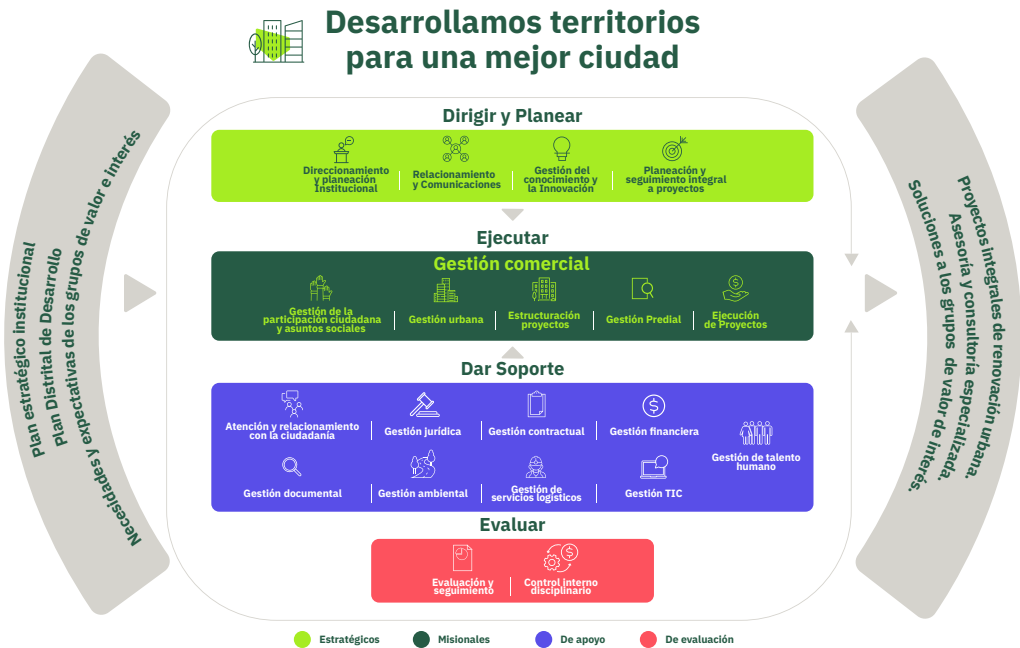 Desarrollamos territorios
para una mejor ciudad
Plan estratégico institucional
Plan Distrital de Desarrollo
Necesidades y expectativas de los grupos de valor e interés
Dirigir y Planear
Direccionamiento
y planeación
Institucional
Relacionamiento
y Comunicaciones
Gestión del
conocimiento y
la Innovación
Planeación y
seguimiento integral
a proyectos
Ejecutar
Gestión comercial
Gestión de la
participación ciudadana
y asuntos sociales
Gestión urbana
Estructuración
proyectos
Gestión Predial
Ejecución
de Proyectos
Dar Soporte
Atención y relacionamiento
con la ciudadanía
Gestión jurídica
Gestión contractual
Gestión financiera
Gestión de talento
humano
Gestión documental
Gestión ambiental
Gestión de
servicios logísticos
Gestión TIC
Evaluar
Evaluación y
seguimiento
Control interno
disciplinario
Proyectos integrales de renovación urbana.
Asesoría y consultoría especializada.
Soluciones a los grupos de valor de interés.
Estratégicos
Misionales
De apoyo
De evaluación